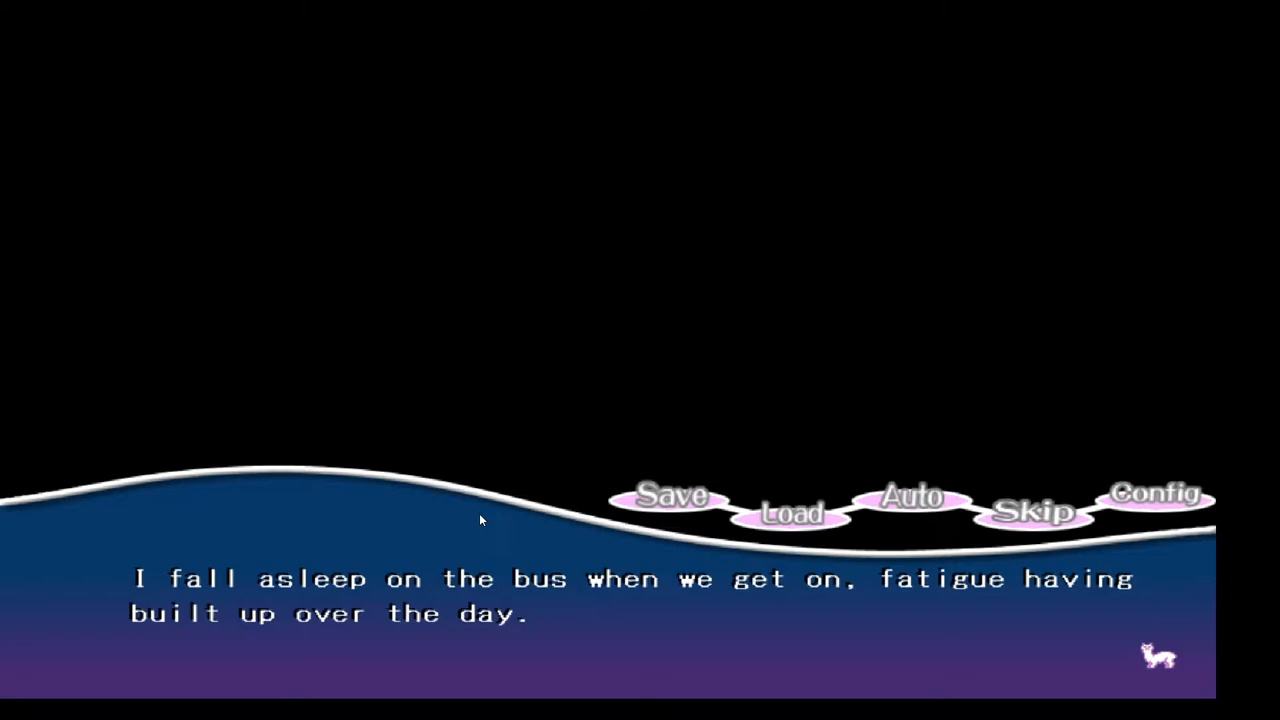 Save
Load
Auto
Skip
Config
I fall asleep on the bus when we get on, fatigue having
built up over the day.